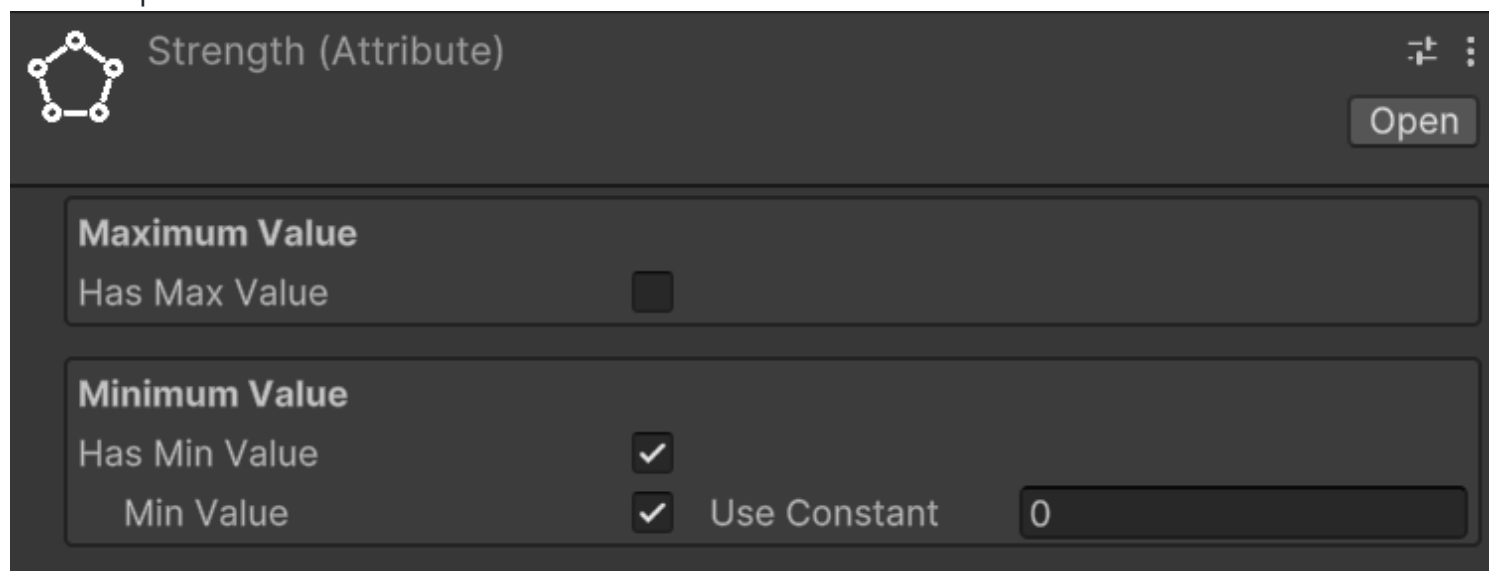 Strength (Attribute)
Open
Maximum Value
Has Max Value
Minimum Value
Has Min Value
Min Value Use Constant 0